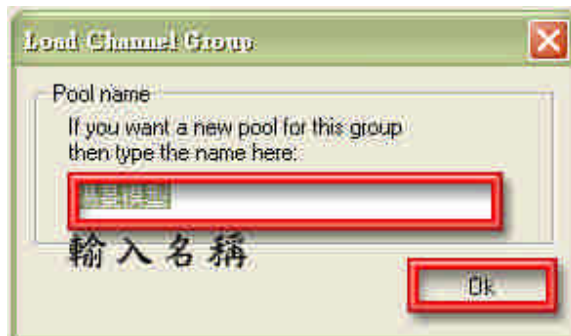 Load Channel Group
Pool name
If you want a new pool for this group
then type the name here:
輸入名稱
Ok